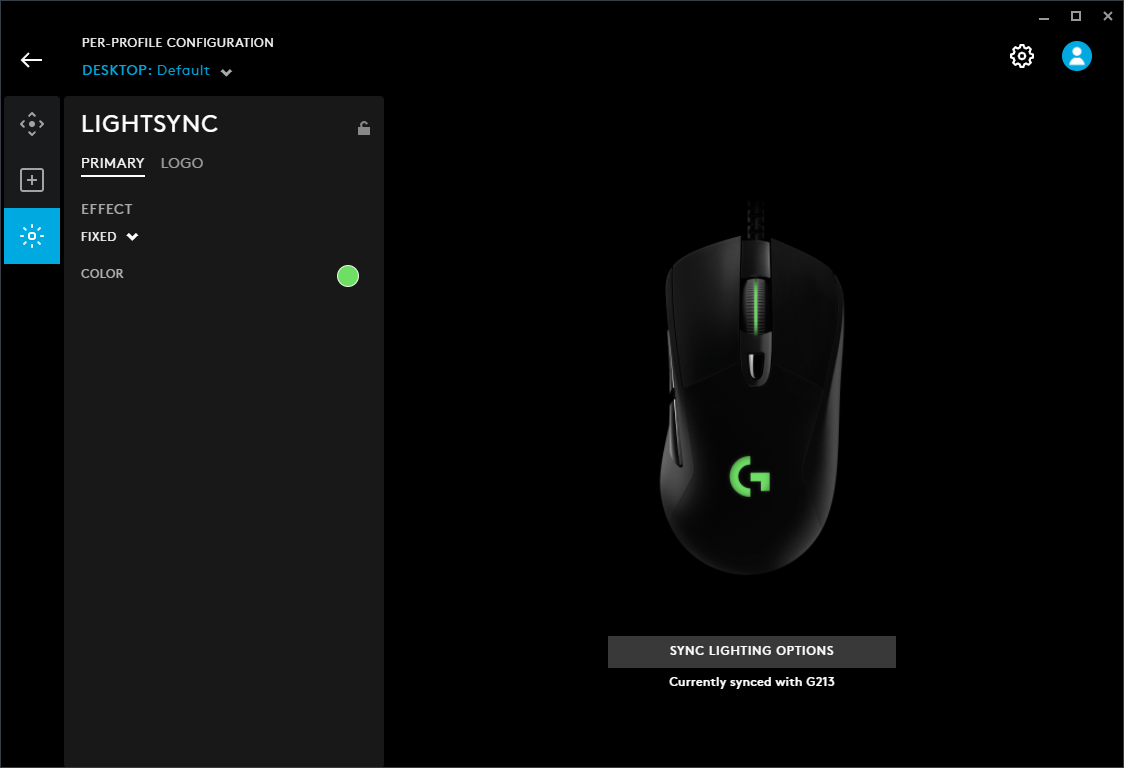 PER-PROFILE CONFIGURATION
DESKTOP: Default
LIGHTSYNC
PRIMARY LOGO
EFFECT
FIXED
COLOR
G
SYNC LIGHTING OPTIONS
Currently synced with G213